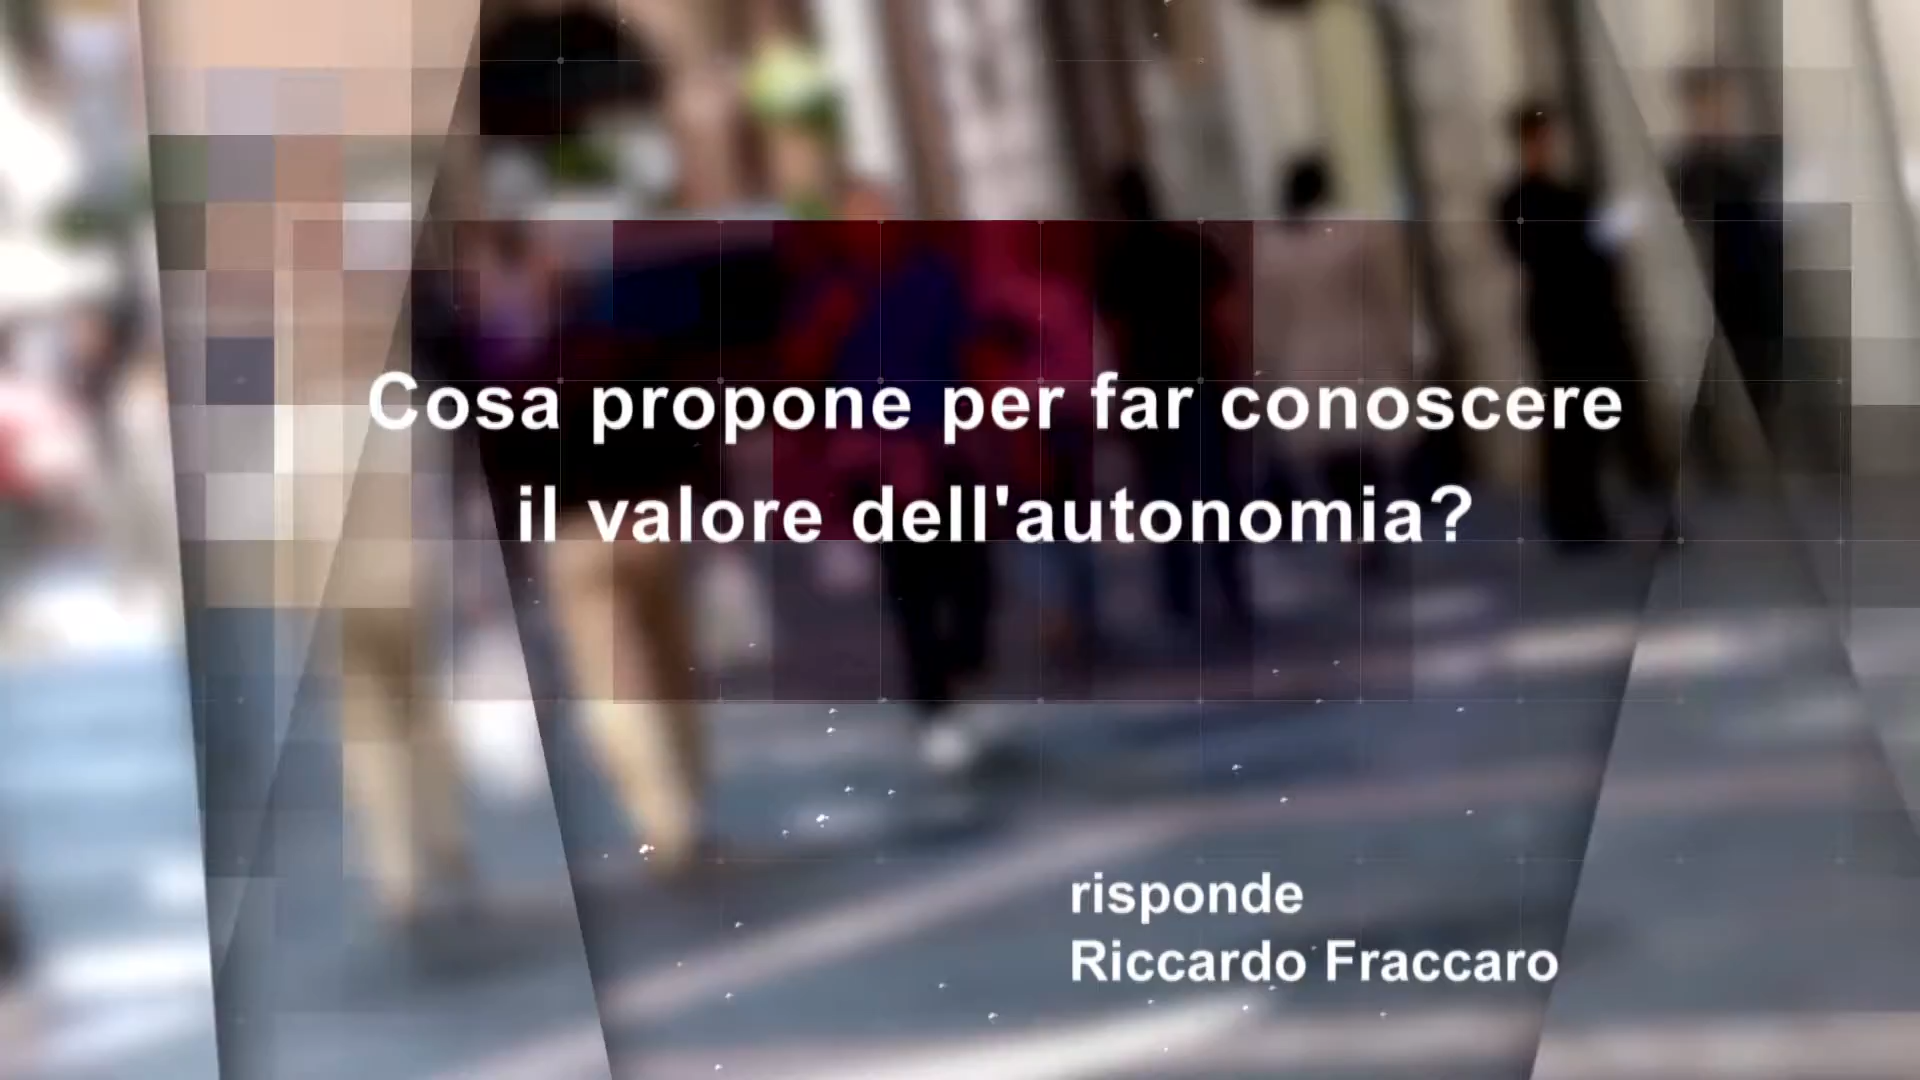 Cosa propone per far conoscere
il valore dell'autonomia?
risponde
Riccardo Fraccaro